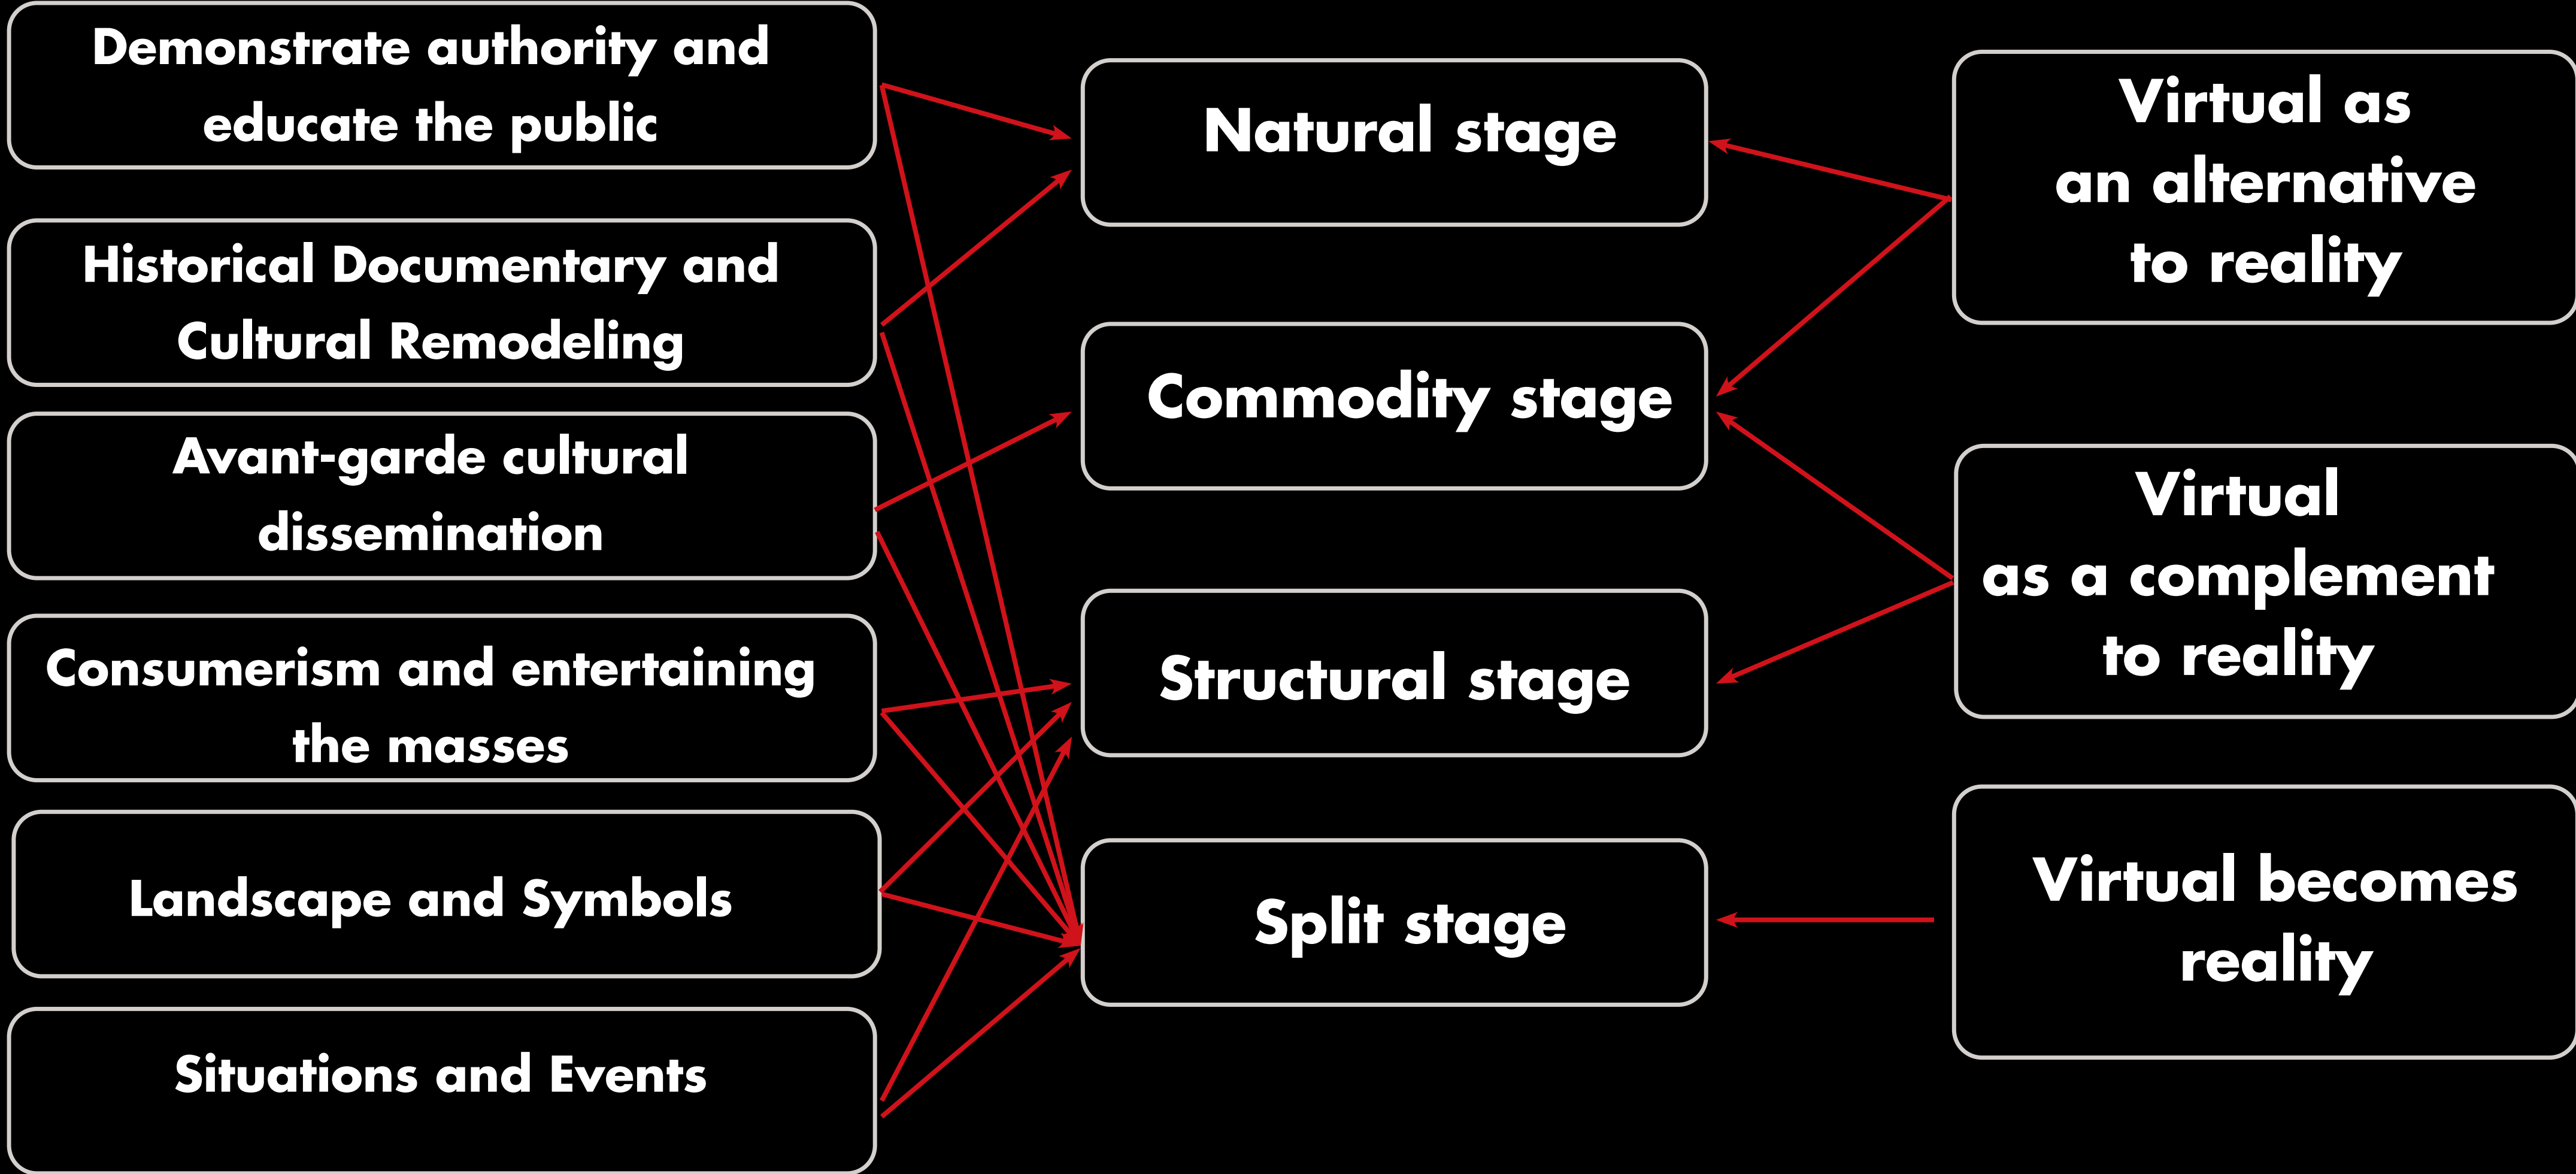 Demonstrate authority and
educate the public
Historical Documentary and
Cultural Remodeling
Avant-garde cultural
dissemination
Consumerism and entertaining
the masses
Landscape and Symbols
Situations and Events
Natural stage
Commodity stage
Structural stage
Split stage
Virtual as
an alternative
to reality
Virtual
as a complement
to reality
Virtual becomes
reality